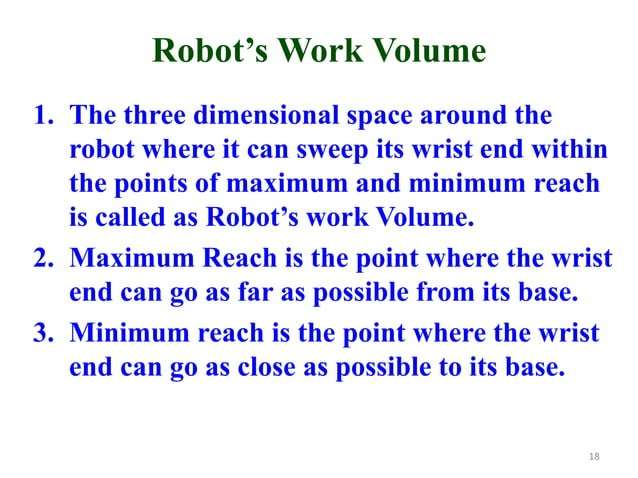 Robot’s Work Volume
1. The three dimensional space around the
robot where it can sweep its wrist end within
the points of maximum and minimum reach
is called as Robot’s work Volume.
2. Maximum Reach is the point where the wrist
end can go as far as possible from its base.
3. Minimum reach is the point where the wrist
end can go as close as possible to its base.
18